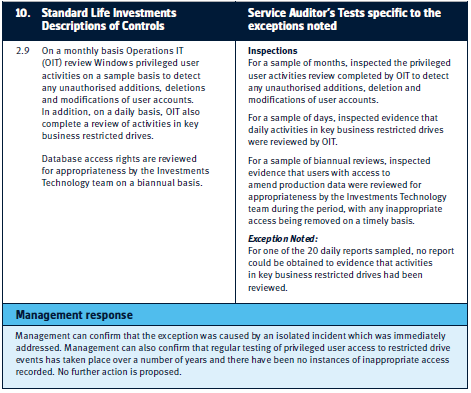 10. Standard Life Investments
Descriptions of Controls
Service Auditor's Tests specific to the
exceptions noted
2.9 On a monthly basis Operations IT
(OIT) review Windows privileged user
activities on a sample basis to detect
any unauthorised additions, deletions
and modifications of user accounts.
In addition, on a daily basis, OIT also
complete a review of activities in key
business restricted drives.
Database access rights are reviewed
for appropriateness by the Investments
Technology team on a biannual basis.
Inspections
For a sample of months, inspected the privileged
user activities review completed by OIT to detect
any unauthorised additions, deletion and
modifications of user accounts.
For a sample of days, inspected evidence that
daily activities in key business restricted drives
were reviewed by OIT.
For a sample of biannual reviews, inspected
evidence that users with access to
amend production data were reviewed for
appropriateness by the Investments Technology
team during the period, with any inappropriate
access being removed on a timely basis.
Exception Noted:
For one of the 20 daily reports sampled, no report
could be obtained to evidence that activities
in key business restricted drives had been
reviewed.
Management response
Management can confirm that the exception was caused by an isolated incident which was immediately
addressed. Management can also confirm that regular testing of privileged user access to restricted drive
events has taken place over a number of years and there have been no instances of inappropriate access
recorded. No further action is proposed.